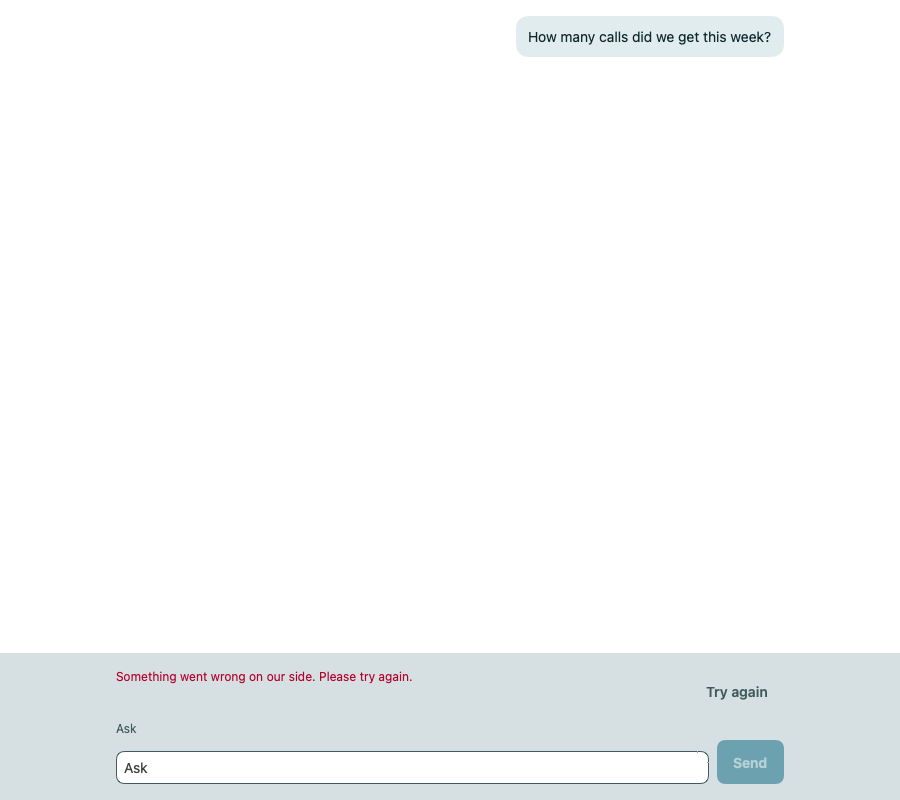 How many calls did we get this week?
Something went wrong on our side. Please try again.
Try again
Ask
Ask
Send